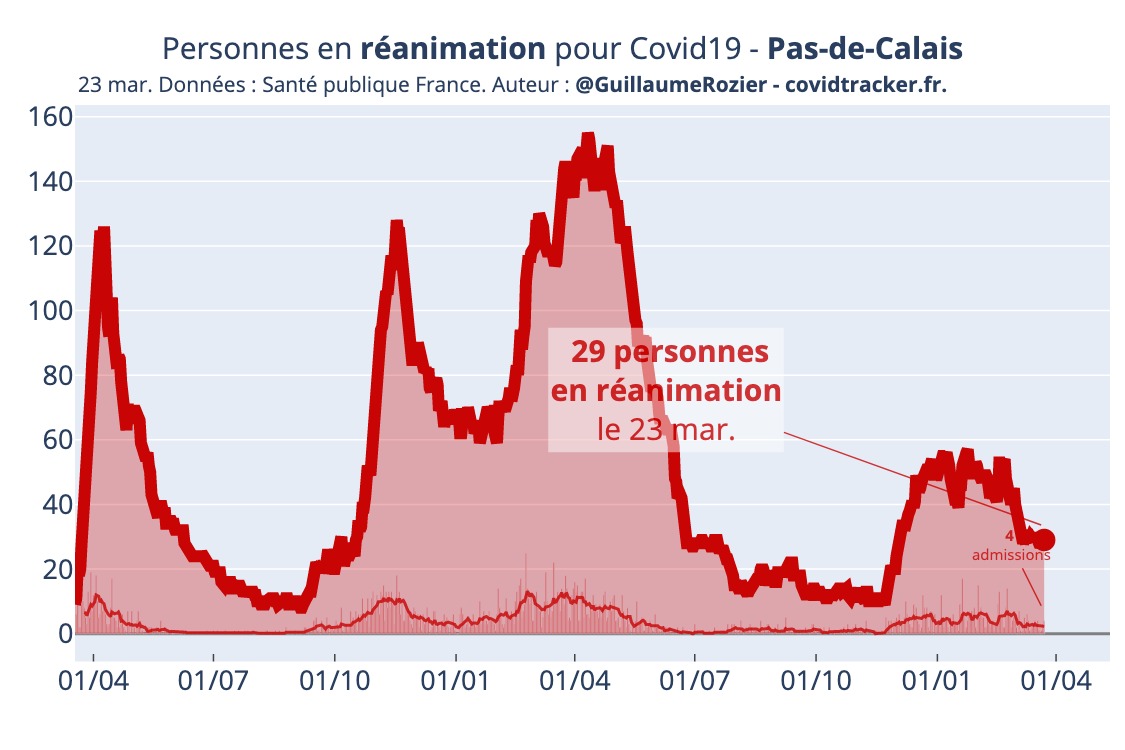 Personnes en réanimation pour Covid19 - Pas-de-Calais
23 mar. Données : Santé publique France. Auteur : @GuillaumeRozier - covidtracker.fr.
160
140
120
100
80
60
40
20
0
29 personnes
en réanimation
le 23 mar.
4
admissions
01/04 01/07 01/10 01/01 01/04 01/07 01/10 01/01 01/04